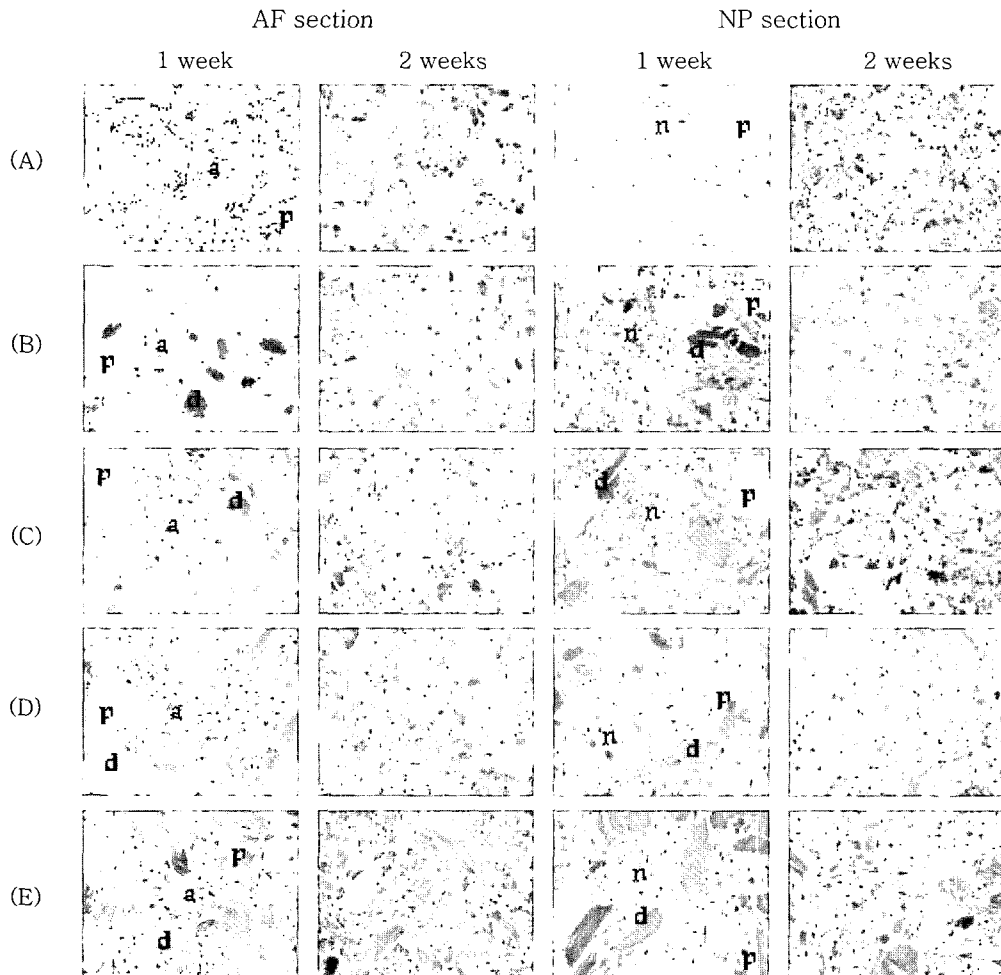 AF section NP section
1 week 2 weeks 1 week 2 weeks
(A)
a
p
n p
(B)
p a
d
n p
d
(C)
p
a d
d
n p
(D)
p a
d
n p
d
(E)
p
a
d
n
d
p